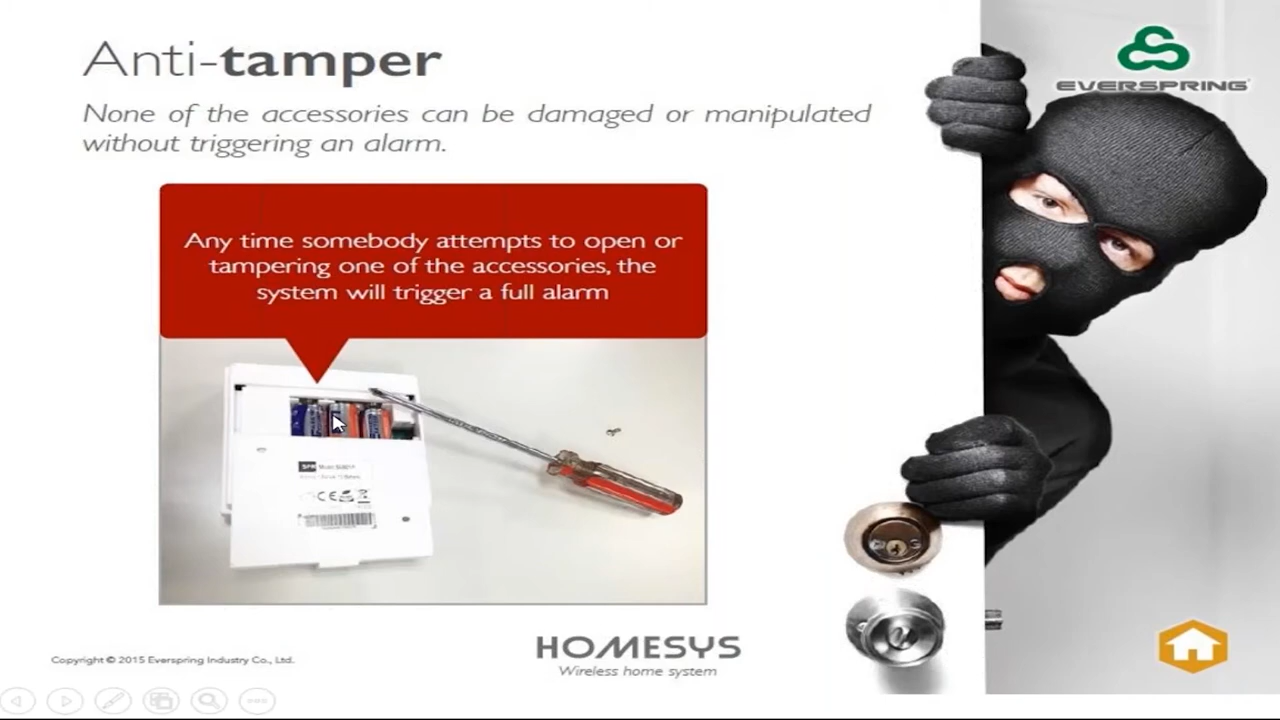 Anti-tamper
EVERSPRING
None of the accessories can be damaged or manipulated
without triggering an alarm.
Any time somebody attempts to open or
tampering one of the accessories, the
system will trigger a full alarm
HOMESYS
Wireless home system
Copyright © 2015 Everspring Industry Co., Ltd.